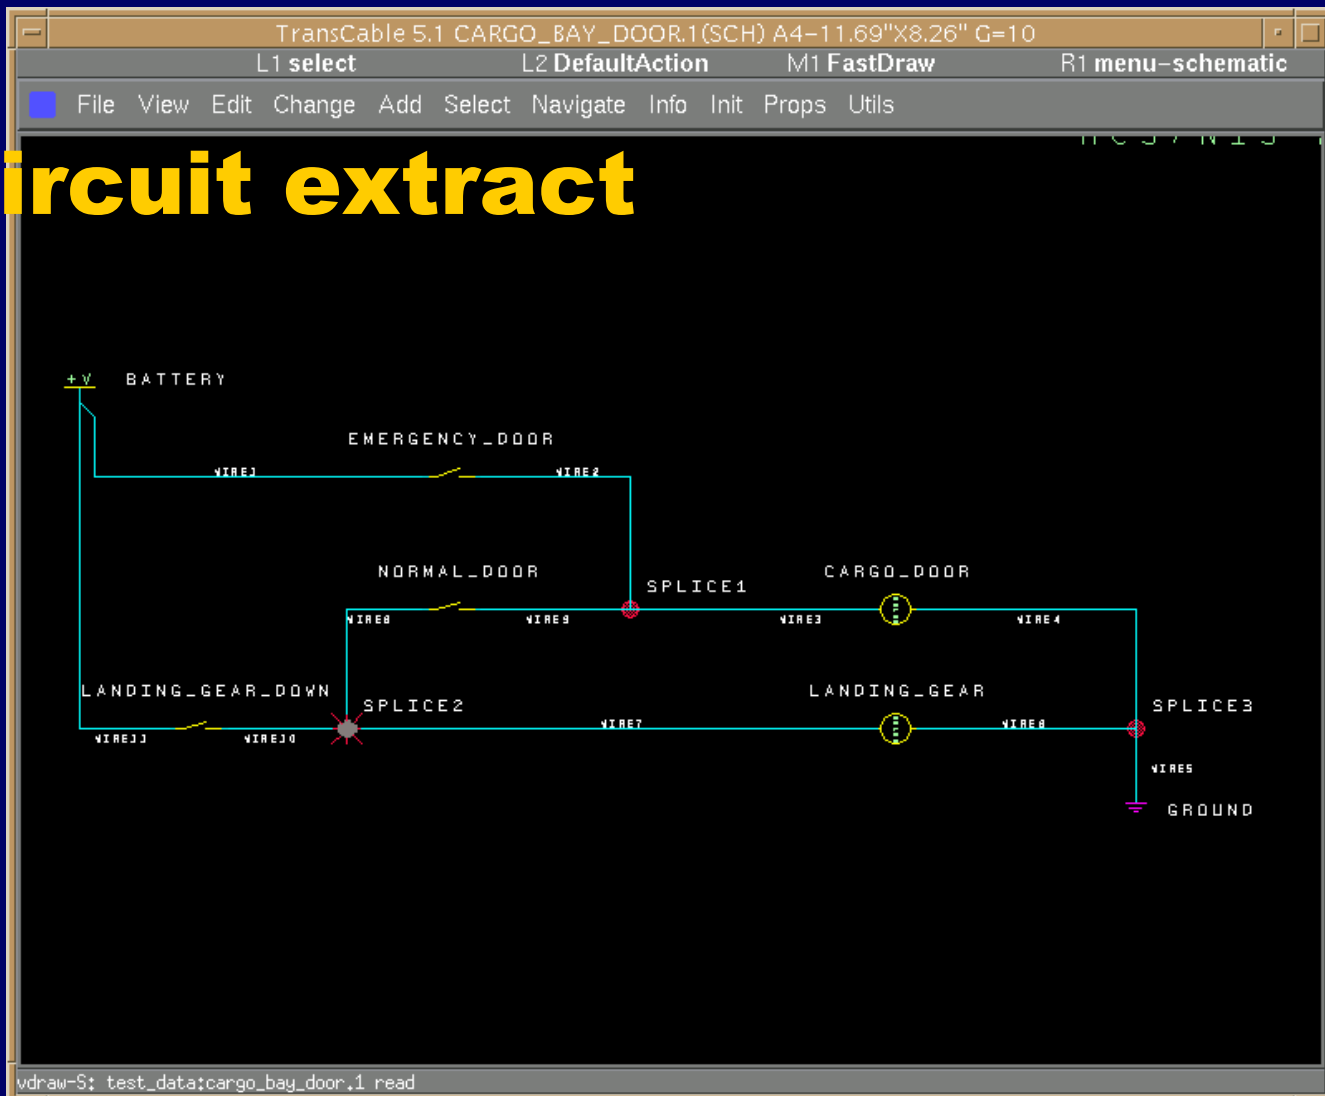 TransCable 5.1 CARGO_BAY_DOOR.1(SCH) A4-11.69"X8.26" G=10
L1 select L2 DefaultAction M1 FastDraw R1 menu-schematic
File View Edit Change Add Select Navigate Info Init Props Utils
ircuit extract
+V BATTERY
EMERGENCY_DOOR
WIRE1 WIRE2
NORMAL_DOOR SPLICE1 CARGO_DOOR
WIRE8 WIRE9 WIRE3 WIRE4
LANDING_GEAR_DOWN SPLICE2 LANDING_GEAR SPLICE3
WIRE11 WIRE10 WIRE7 WIRE6
WIRE5
GROUND
vdraw-S: test_data:cargo_bay_door.1 read